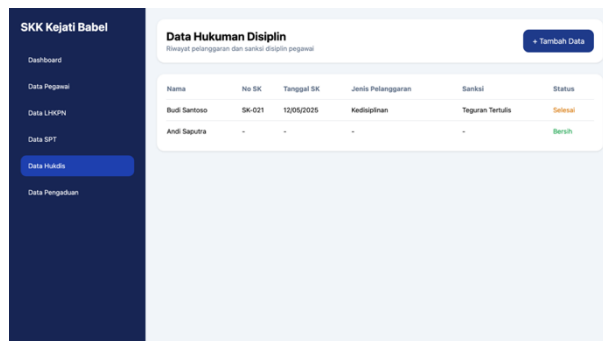 SKK Kejati Babel
Dashboard
Data Pegawai
Data LHKPN
Data SPT
Data Hukdis
Data Pengaduan
Data Hukuman Disiplin
Riwayat pelanggaran dan sanksi disiplin pegawai
+ Tambah Data
Nama No SK Tanggal SK Jenis Pelanggaran Sanksi Status
Budi Santoso SK-021 12/05/2025 Kedisiplinan Teguran Tertulis Selesai
Andi Saputra - - - - Bersih